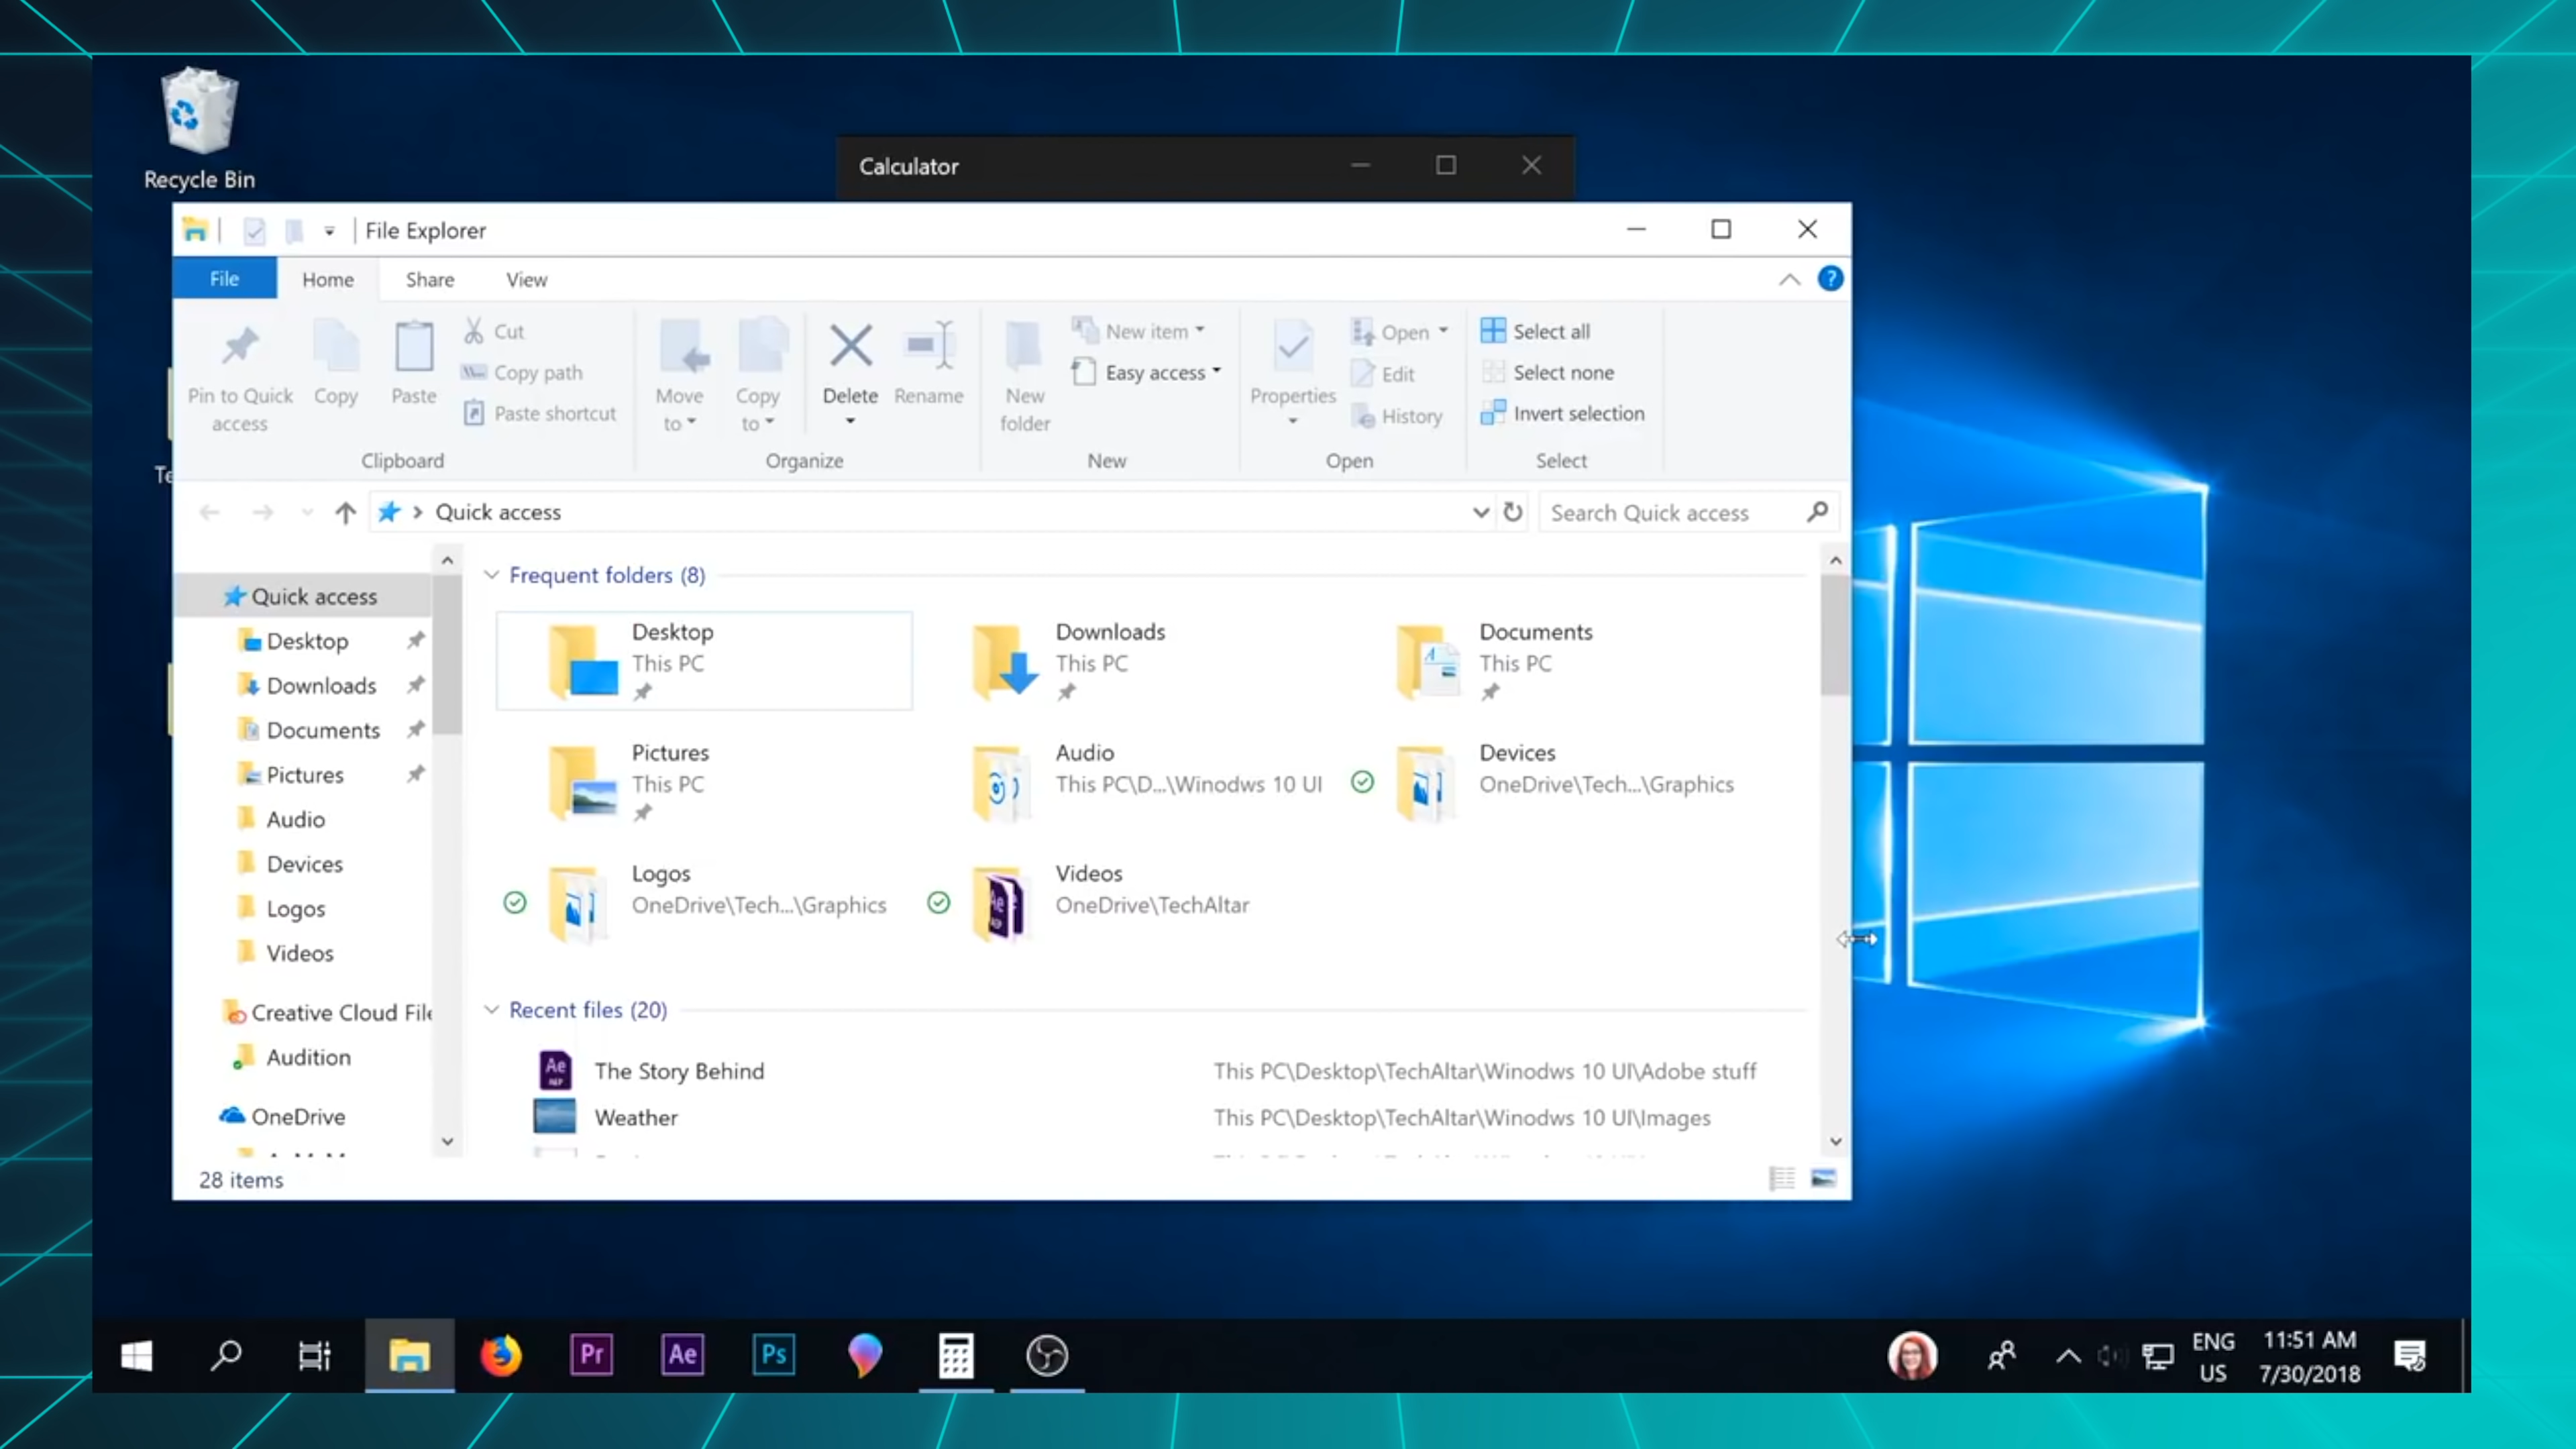 Recycle Bin
Calculator
File Explorer
File
Home
Share
View
Pin to Quick
access
Copy
Paste
Cut
Copy path
Paste shortcut
Clipboard
Move
to
Copy
to
Delete
Rename
Organize
New
folder
New item
Easy access
New
Properties
Open
Edit
History
Open
Select all
Select none
Invert selection
Select
Te
Quick access
Search Quick access
Quick access
Desktop
Downloads
Documents
Pictures
Audio
Devices
Logos
Videos
Creative Cloud File
Audition
OneDrive
Frequent folders (8)
Desktop
This PC
Downloads
This PC
Documents
This PC
Pictures
This PC
Audio
This PC\D...\Winodws 10 UI
Devices
OneDrive\Tech...\Graphics
Logos
OneDrive\Tech...\Graphics
Ae
AEP
Videos
OneDrive\TechAltar
Recent files (20)
Ae
AEP
The Story Behind
This PC\Desktop\TechAltar\Winodws 10 UI\Adobe stuff
Weather
This PC\Desktop\TechAltar\Winodws 10 UI\Images
28 items
Pr
Ae
Ps
ENG
US
11:51 AM
7/30/2018